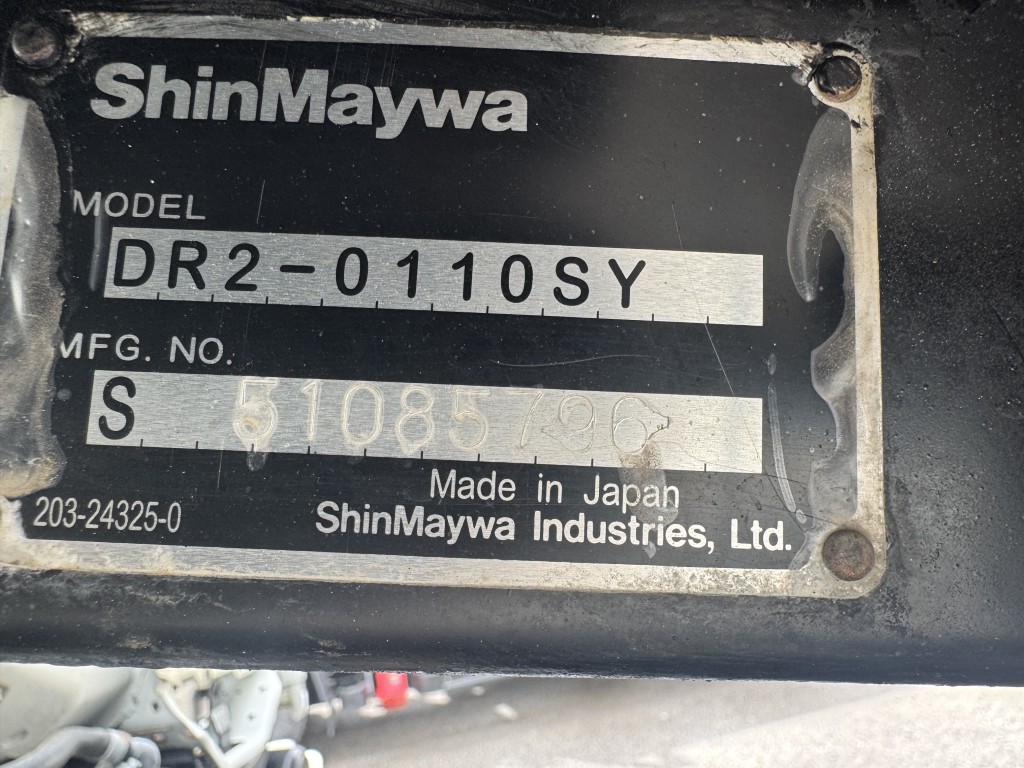 ShinMaywa
MODEL
DR2-0110SY
MFG. NO.
S 51085796
203-24325-0
Made in Japan
ShinMaywa Industries, Ltd.